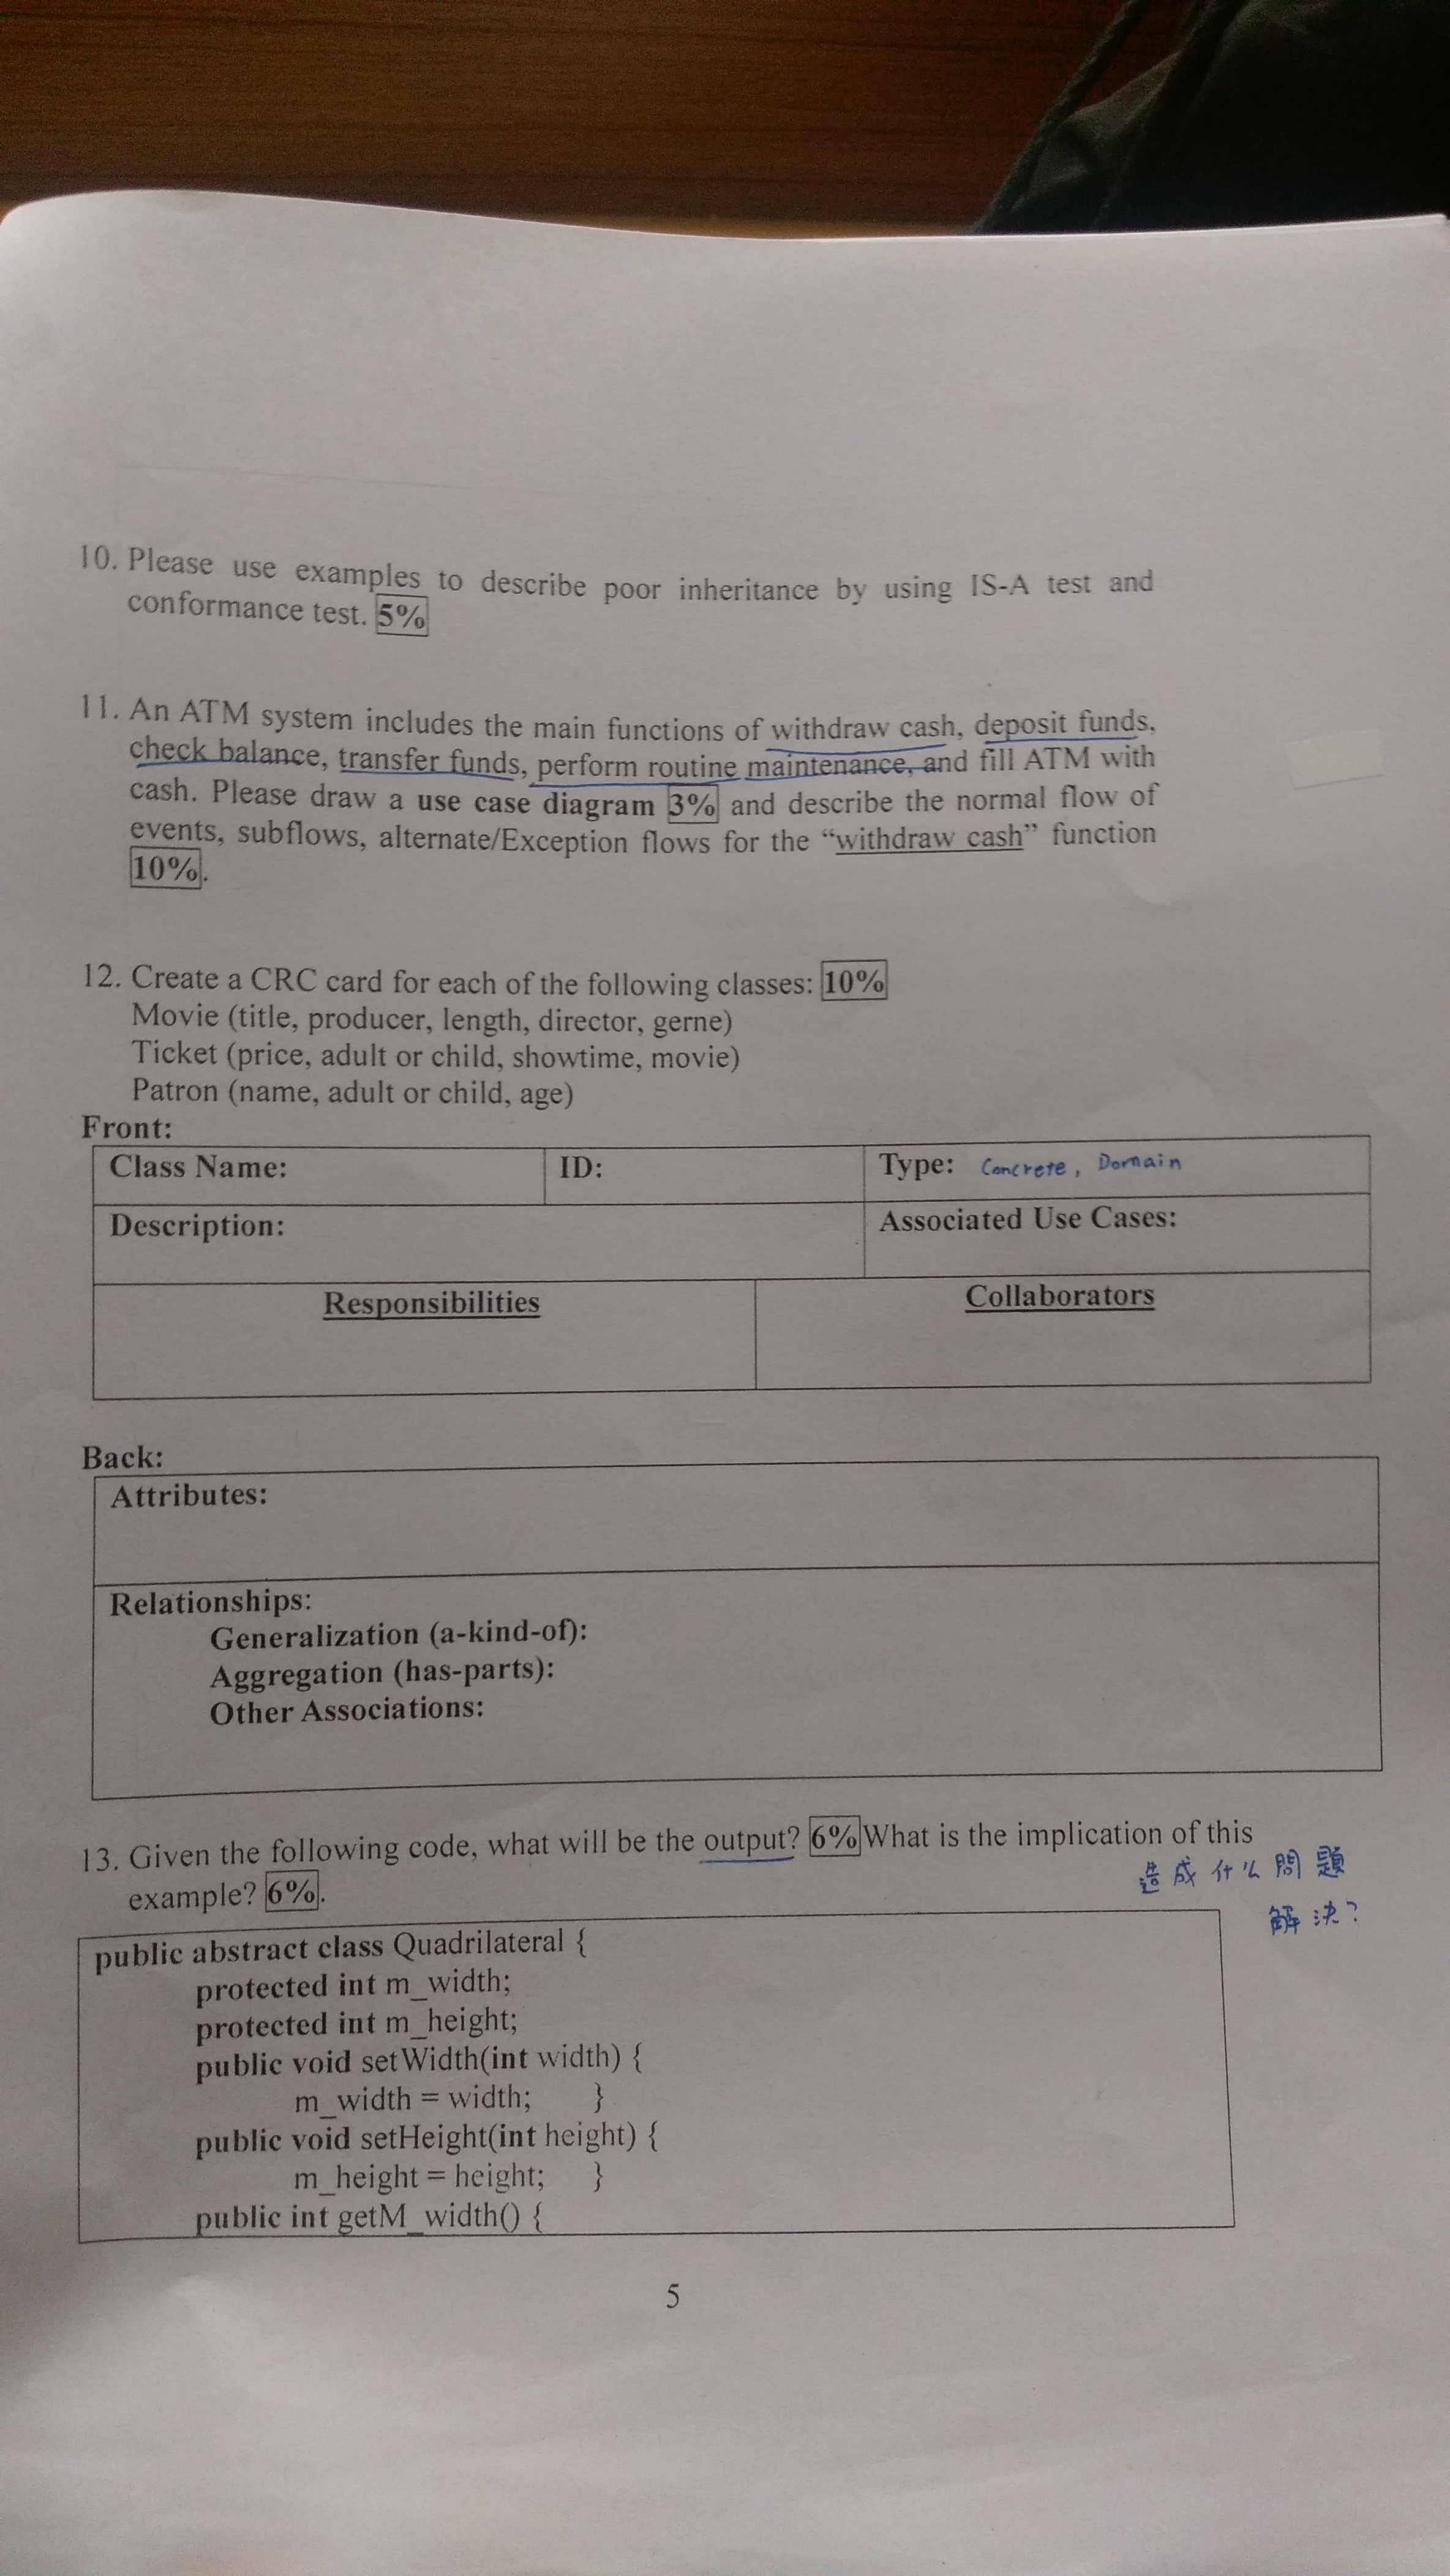 10. Please use examples to describe poor inheritance by using IS-A test and
conformance test. 5%
11. An ATM system includes the main functions of withdraw cash, deposit funds,
check balance, transfer funds, perform routine maintenance, and fill ATM with
cash. Please draw a use case diagram 3% and describe the normal flow of
events, subflows, alternate/Exception flows for the “withdraw cash” function
10%.
12. Create a CRC card for each of the following classes: 10%
Movie (title, producer, length, director, gerne)
Ticket (price, adult or child, showtime, movie)
Patron (name, adult or child, age)
Front:
Class Name: ID: Type: Concrete, Domain
Description: Associated Use Cases:
Responsibilities Collaborators
Back:
Attributes:
Relationships:
Generalization (a-kind-of):
Aggregation (has-parts):
Other Associations:
13. Given the following code, what will be the output? 6% What is the implication of this
example? 6%.
造成什么問題
解決?
public abstract class Quadrilateral {
protected int m_width;
protected int m_height;
public void setWidth(int width) {
m_width = width; }
public void setHeight(int height) {
m_height = height; }
public int getM_width() {
5